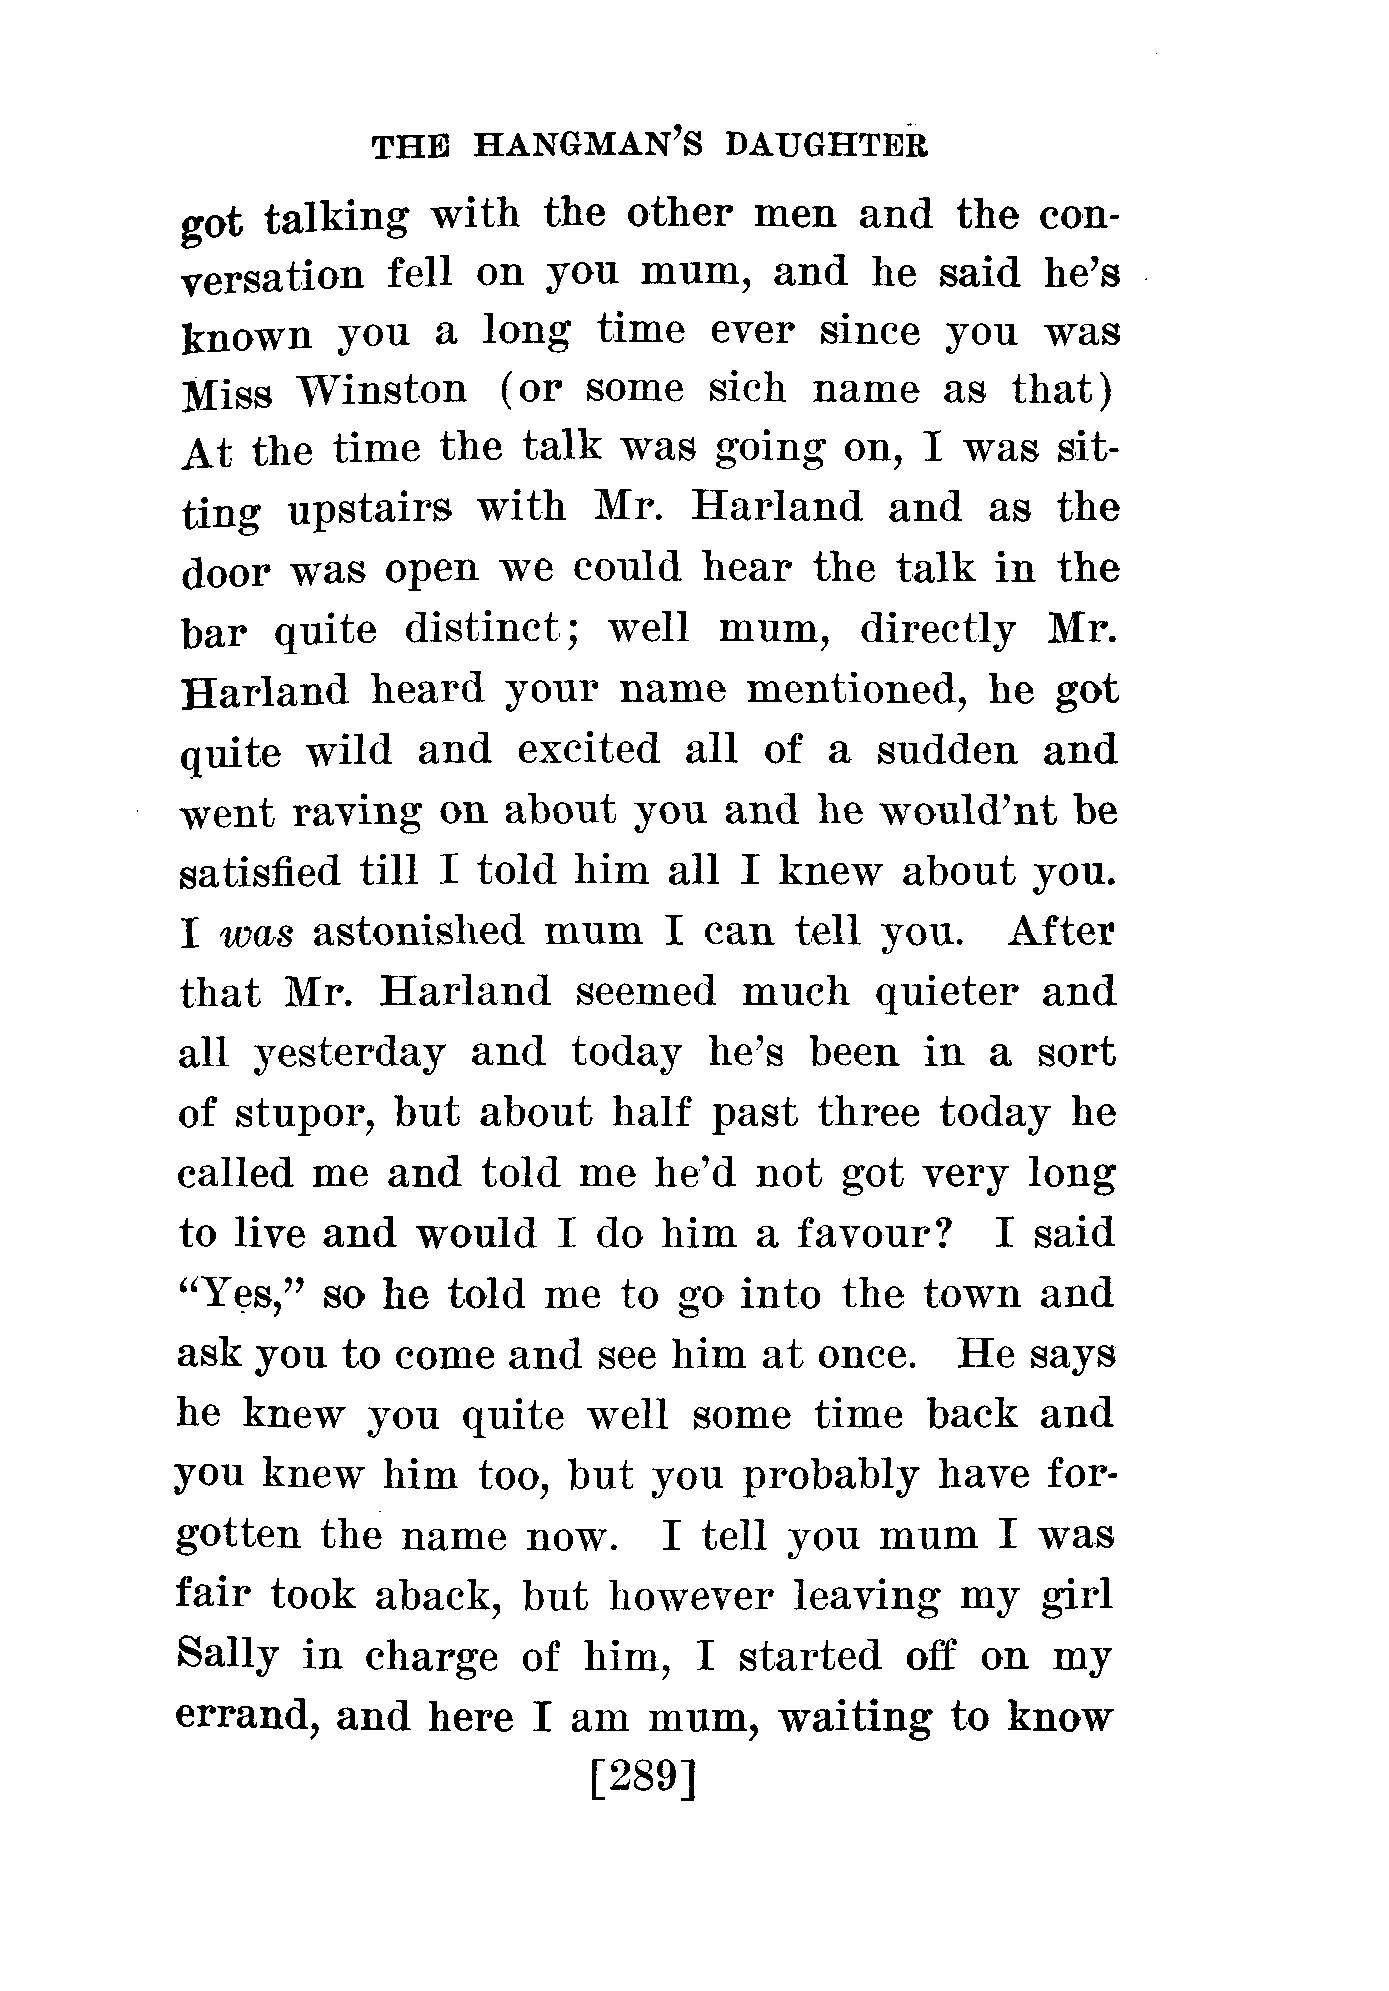 THE HANGMAN'S DAUGHTER
got talking with the other men and the con-
versation fell on you mum, and he said he's
known you a long time ever since you was
Miss Winston (or some sich name as that)
At the time the talk was going on, I was sit-
ting upstairs with Mr. Harland and as the
door was open we could hear the talk in the
bar quite distinct; well mum, directly Mr.
Harland heard your name mentioned, he got
quite wild and excited all of a sudden and
went raving on about you and he would'nt be
satisfied till I told him all I knew about you.
I was astonished mum I can tell you. After
that Mr. Harland seemed much quieter and
all yesterday and today he's been in a sort
of stupor, but about half past three today he
called me and told me he'd not got very long
to live and would I do him a favour? I said
"Yes," so he told me to go into the town and
ask you to come and see him at once. He says
he knew you quite well some time back and
you knew him too, but you probably have for-
gotten the name now. I tell you mum I was
fair took aback, but however leaving my girl
Sally in charge of him, I started off on my
errand, and here I am mum, waiting to know
[289]